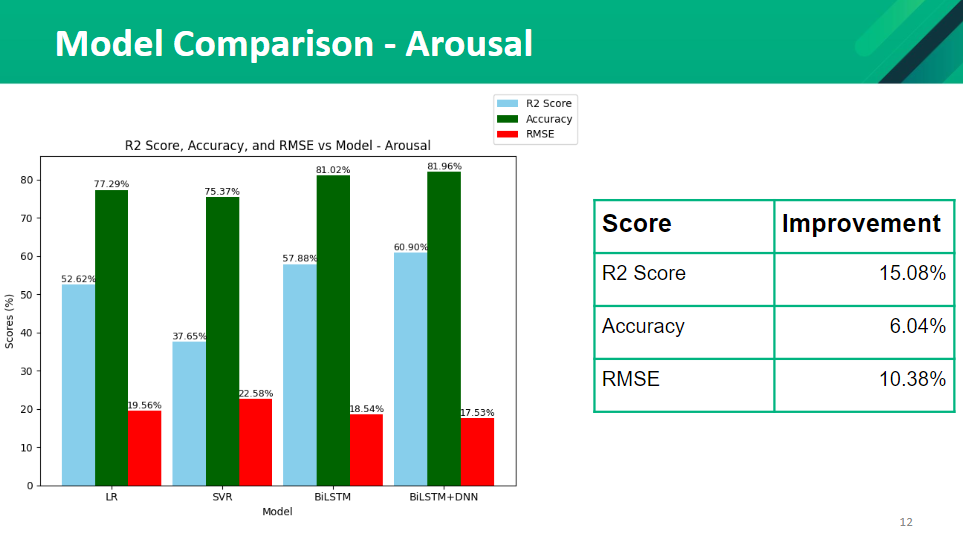 Model Comparison - Arousal
R2 Score
Accuracy
RMSE
R2 Score, Accuracy, and RMSE vs Model - Arousal
Scores (%)
80
70
60
50
40
30
20
10
0
52.62%
77.29%
19.56%
37.65%
75.37%
22.58%
57.88%
81.02%
18.54%
60.90%
81.96%
17.53%
LR SVR BiLSTM BiLSTM+DNN
Model
Score Improvement
R2 Score 15.08%
Accuracy 6.04%
RMSE 10.38%
12